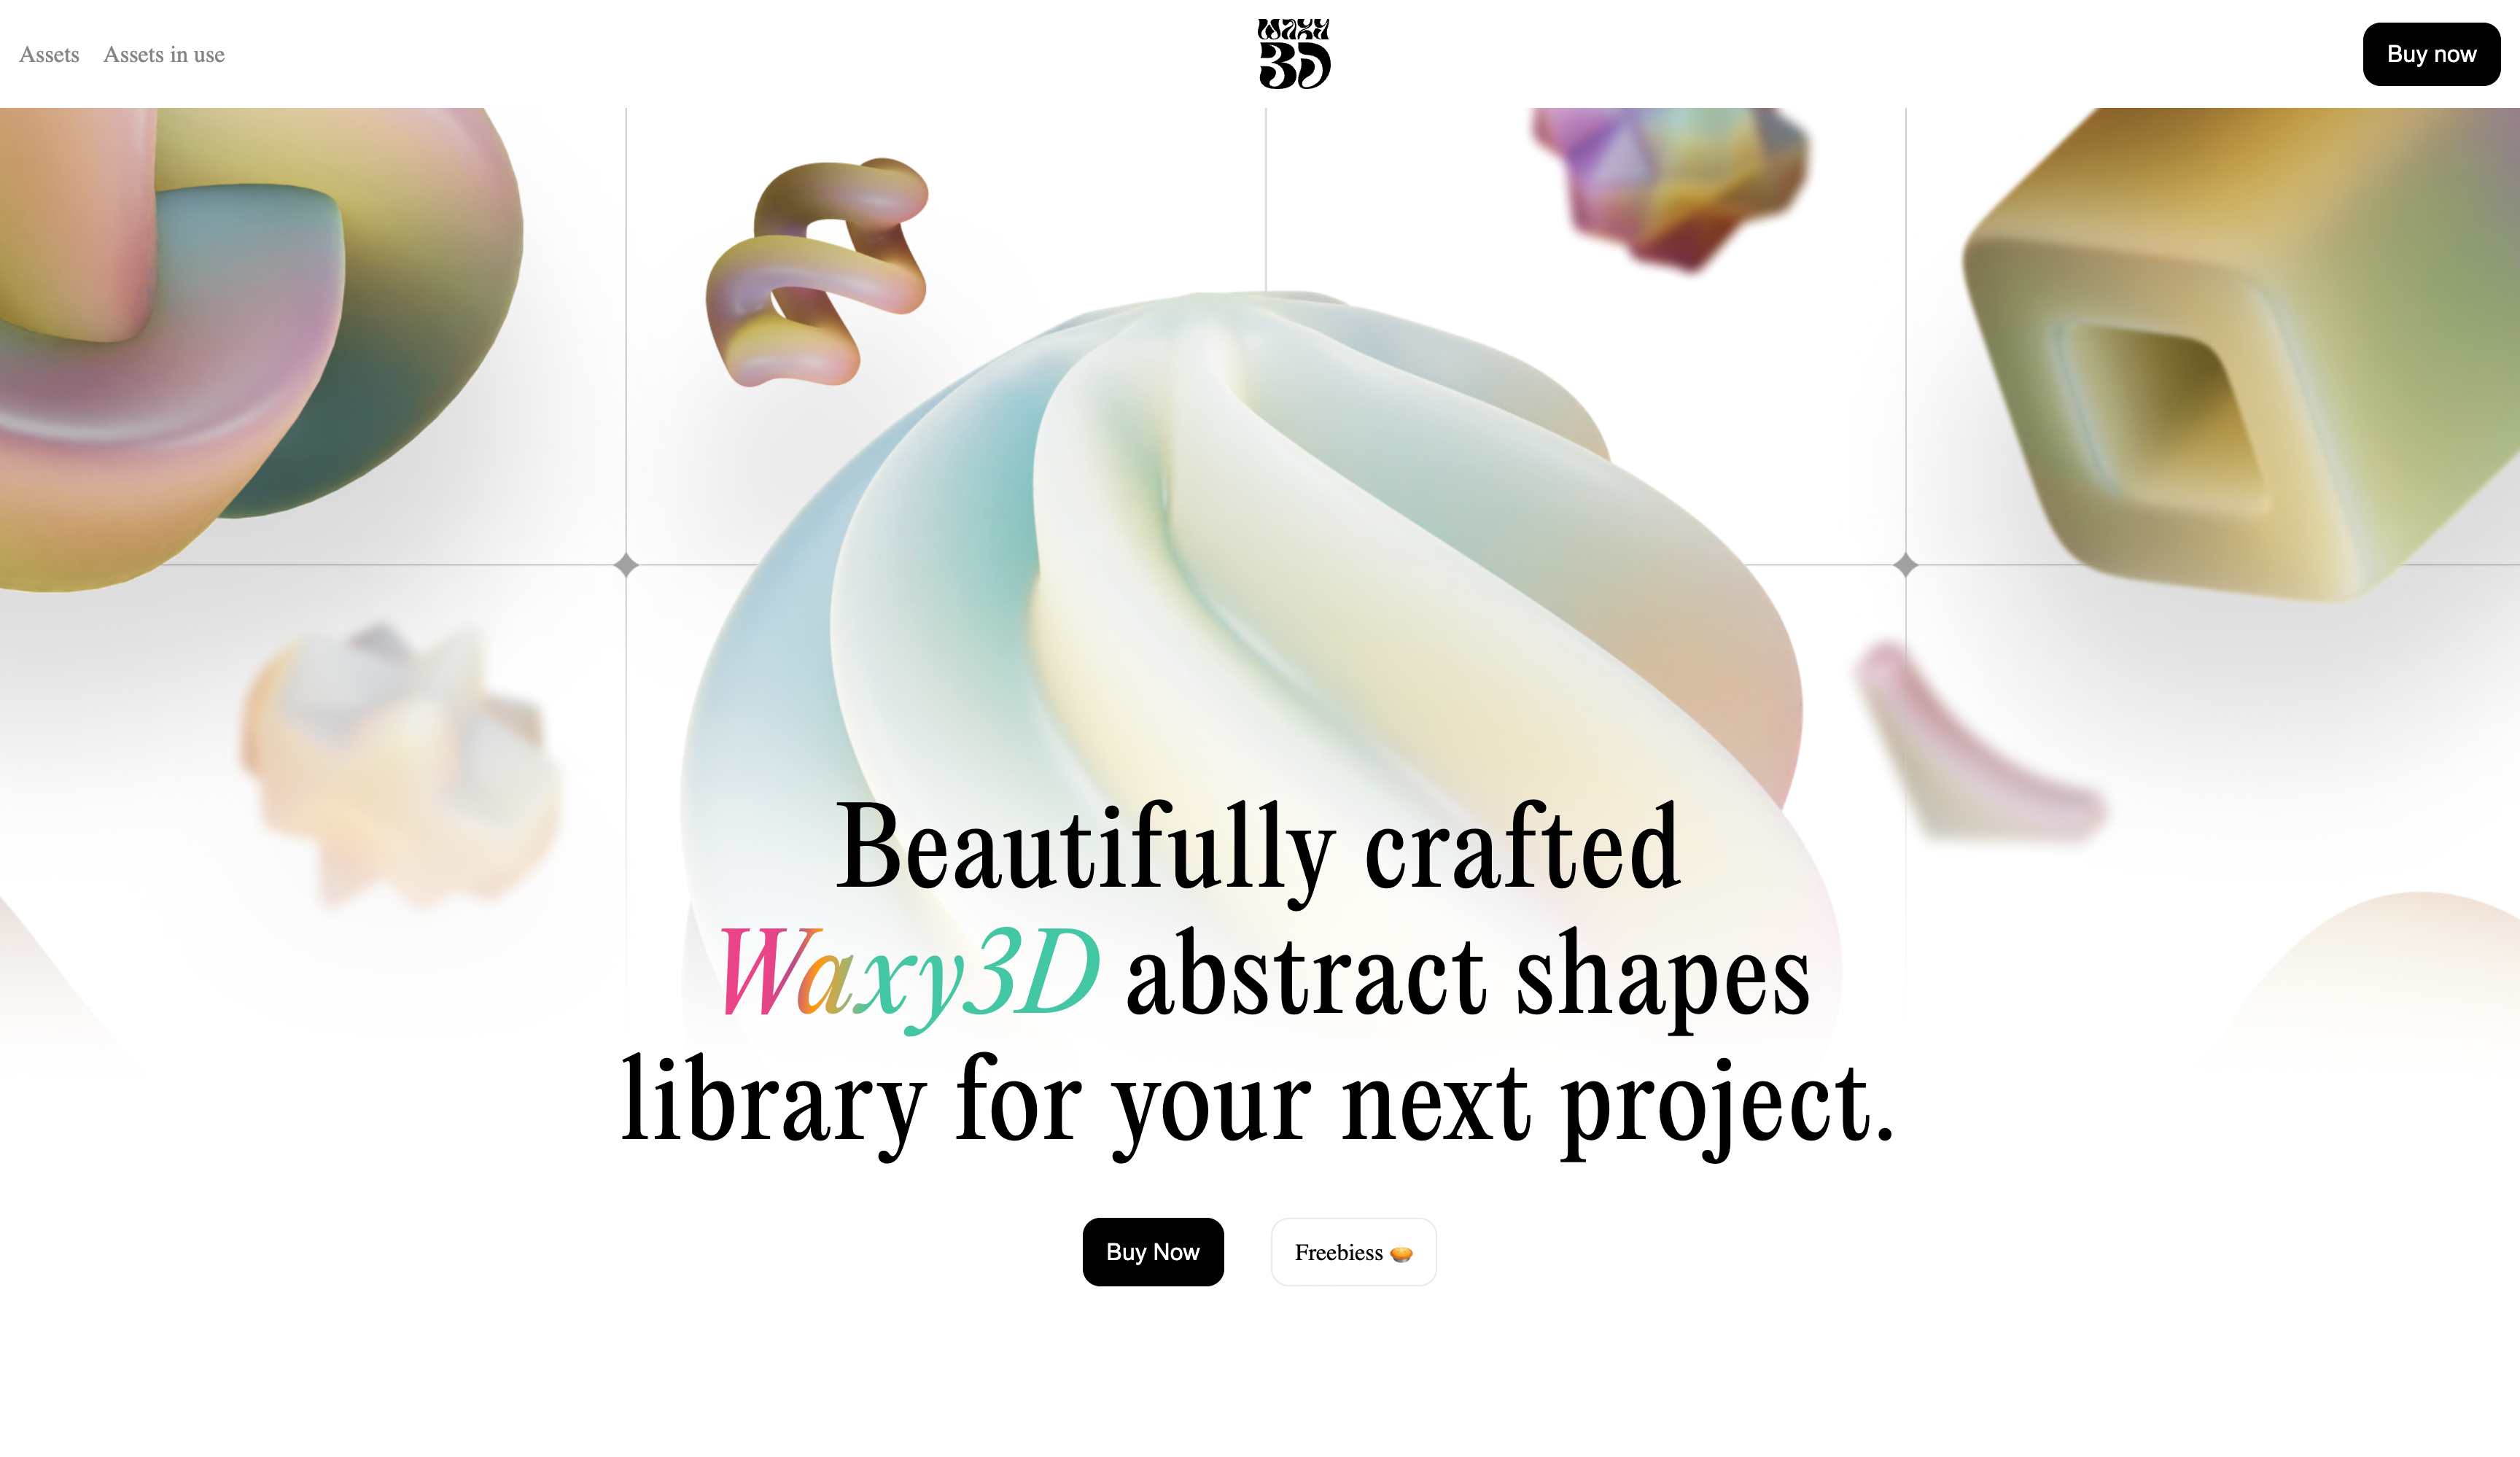 Assets
Assets in use
Waxy
3D
Buy now
Beautifully crafted
Waxy3D abstract shapes
library for your next project.
Buy Now
Freebiess 🥧